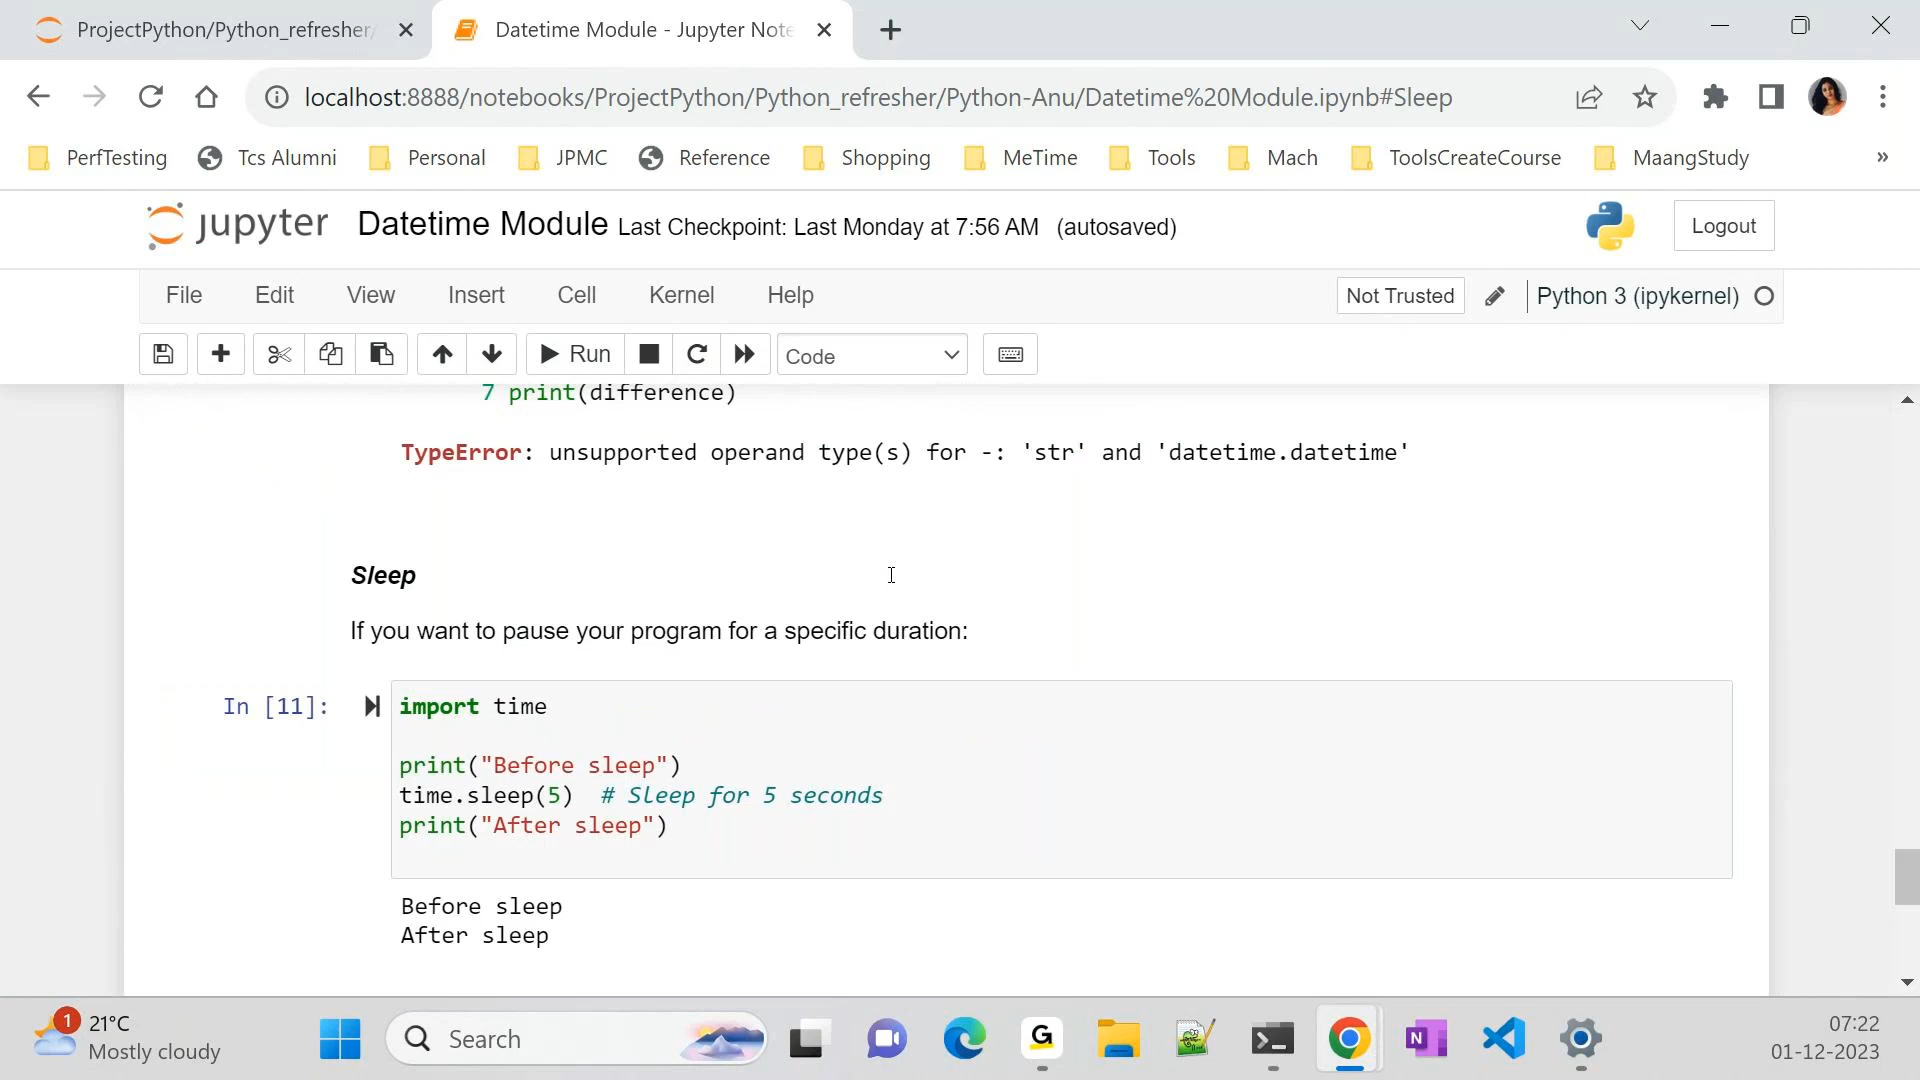 ProjectPython/Python_refresher/
Datetime Module - Jupyter Note
localhost:8888/notebooks/ProjectPython/Python_refresher/Python-Anu/Datetime%20Module.ipynb#Sleep
PerfTesting Tcs Alumni Personal JPMC Reference Shopping MeTime Tools Mach ToolsCreateCourse MaangStudy »
jupyter Datetime Module Last Checkpoint: Last Monday at 7:56 AM (autosaved) Logout
File Edit View Insert Cell Kernel Help Not Trusted Python 3 (ipykernel)
Run Code
7 print(difference)
TypeError: unsupported operand type(s) for -: 'str' and 'datetime.datetime'
Sleep
If you want to pause your program for a specific duration:
In [11]: import time
print("Before sleep")
time.sleep(5) # Sleep for 5 seconds
print("After sleep")
Before sleep
After sleep
1 21°C
Mostly cloudy
Search
G
N
07:22
01-12-2023